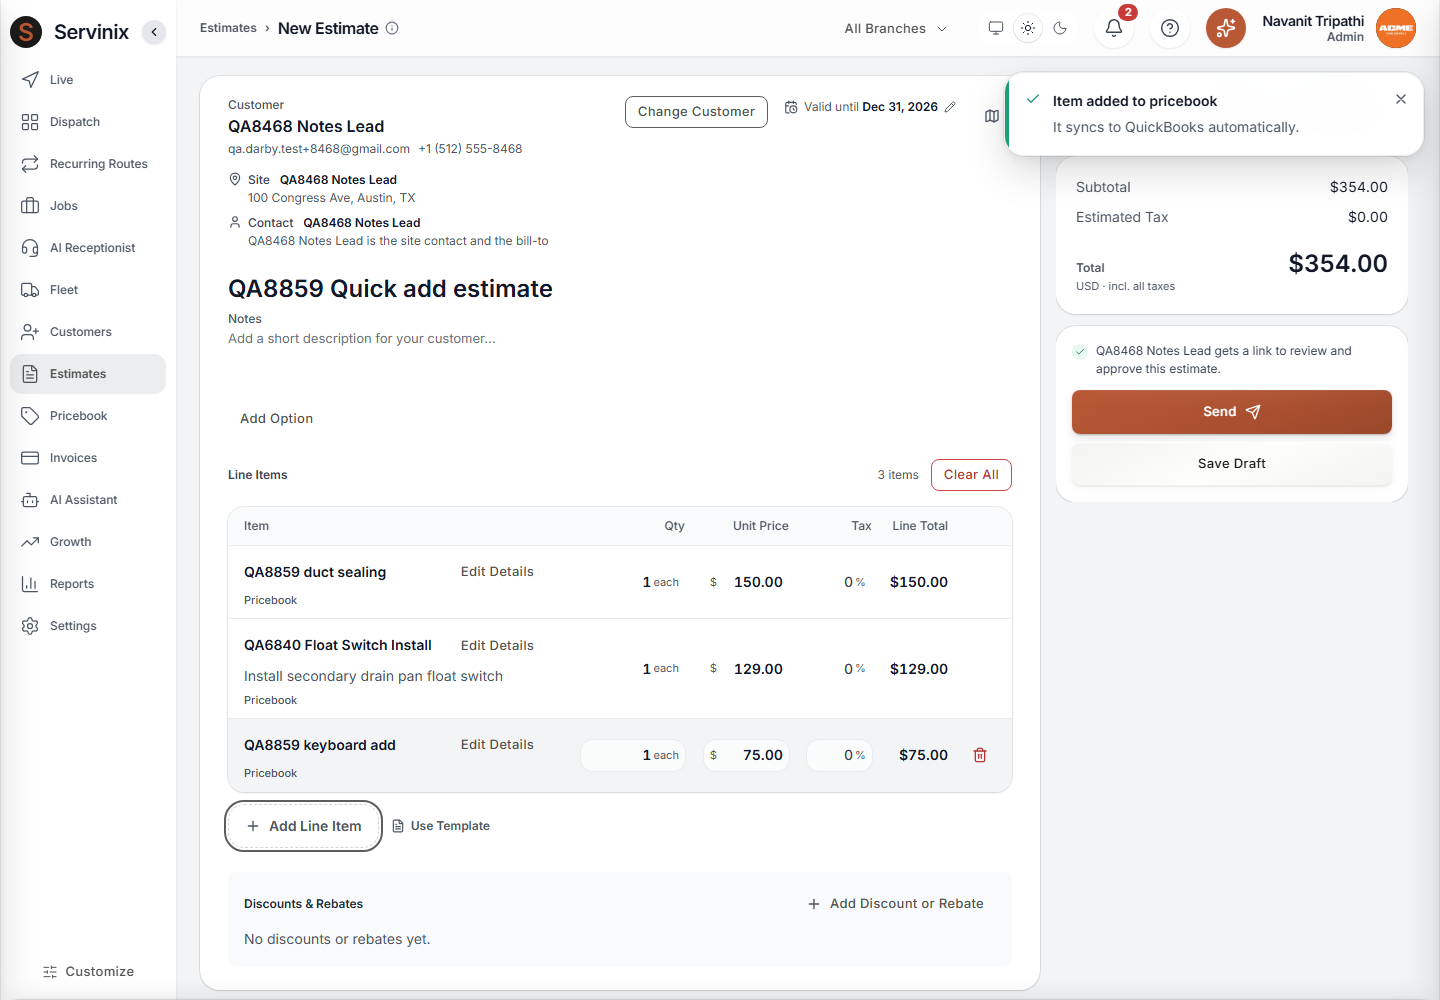 Servinix
Live
Dispatch
Recurring Routes
Jobs
AI Receptionist
Fleet
Customers
Estimates
Pricebook
Invoices
AI Assistant
Growth
Reports
Settings
Customize
Estimates › New Estimate
All Branches
2
Navanit Tripathi
Admin
ACME
Item added to pricebook
It syncs to QuickBooks automatically.
Customer
QA8468 Notes Lead
qa.darby.test+8468@gmail.com +1 (512) 555-8468
Change Customer
Valid until Dec 31, 2026
Site QA8468 Notes Lead
100 Congress Ave, Austin, TX
Contact QA8468 Notes Lead
QA8468 Notes Lead is the site contact and the bill-to
QA8859 Quick add estimate
Notes
Add a short description for your customer...
Add Option
Line Items
3 items
Clear All
Item Qty Unit Price Tax Line Total
QA8859 duct sealing Edit Details 1 each $ 150.00 0 % $150.00
Pricebook
QA6840 Float Switch Install Edit Details 1 each $ 129.00 0 % $129.00
Install secondary drain pan float switch
Pricebook
QA8859 keyboard add Edit Details 1 each $ 75.00 0 % $75.00
Pricebook
+ Add Line Item
Use Template
Discounts & Rebates
+ Add Discount or Rebate
No discounts or rebates yet.
Subtotal $354.00
Estimated Tax $0.00
Total $354.00
USD · incl. all taxes
QA8468 Notes Lead gets a link to review and
approve this estimate.
Send
Save Draft